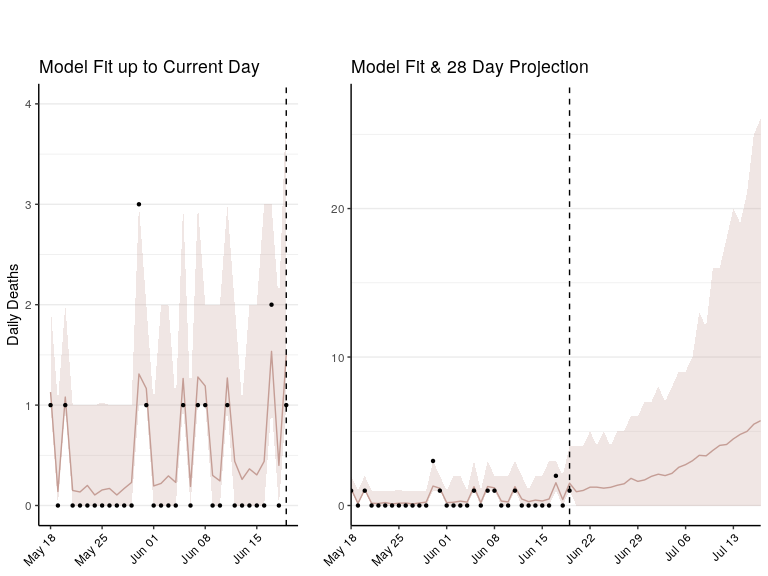 Model Fit up to Current Day
Model Fit & 28 Day Projection
Daily Deaths
4
3
2
1
0
May 18
May 25
Jun 01
Jun 08
Jun 15
20
10
0
May 18
May 25
Jun 01
Jun 08
Jun 15
Jun 22
Jun 29
Jul 06
Jul 13